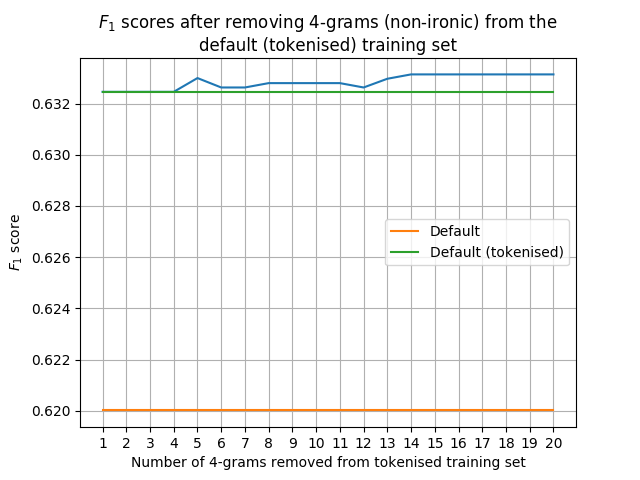 F1 scores after removing 4-grams (non-ironic) from the
default (tokenised) training set
0.632
0.630
0.628
0.626
0.624
0.622
0.620
F1 score
Default
Default (tokenised)
1 2 3 4 5 6 7 8 9 10 11 12 13 14 15 16 17 18 19 20
Number of 4-grams removed from tokenised training set